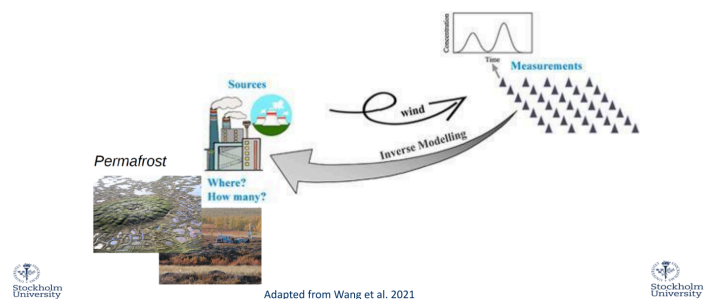 Concentration
Time
Measurements
Sources
wind
Inverse Modelling
Permafrost
Where?
How many?
Stockholm
University
Adapted from Wang et al. 2021
Stockholm
University